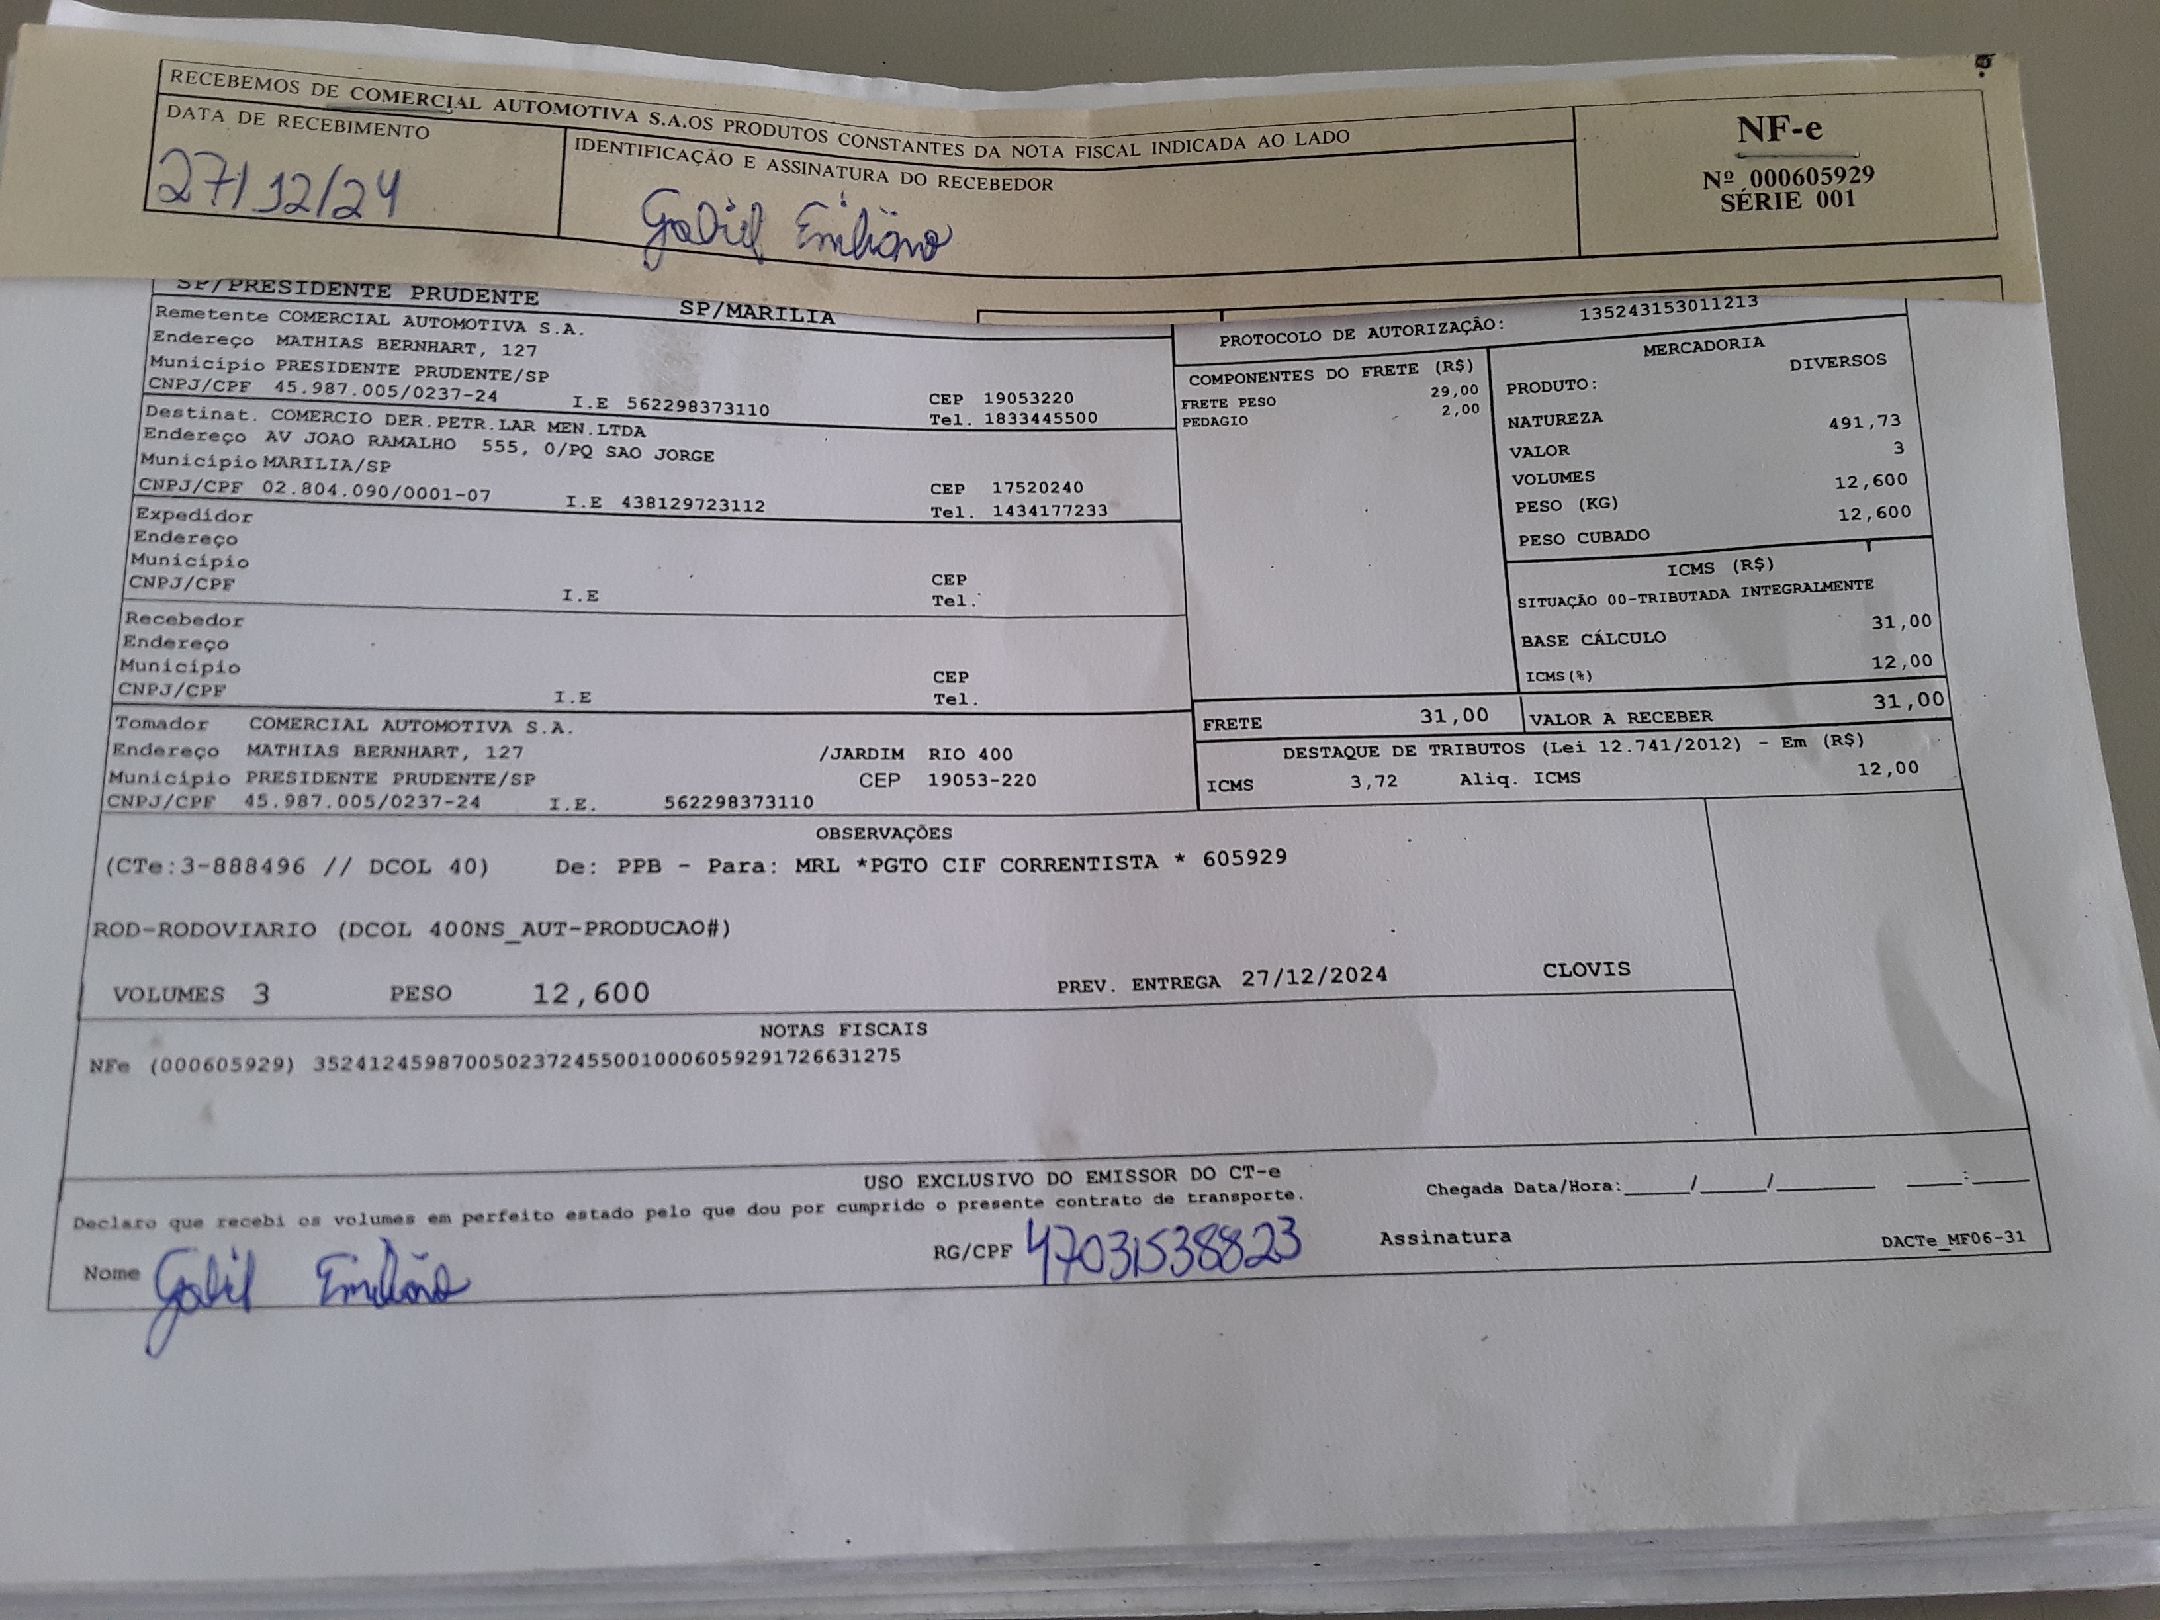 RECEBEMOS DE COMERCIAL AUTOMOTIVA S.A.OS PRODUTOS CONSTANTES DA NOTA FISCAL INDICADA AO LADO
DATA DE RECEBIMENTO
27/12/24
IDENTIFICAÇÃO E ASSINATURA DO RECEBEDOR
Gabriel Emiliano
NF-e
Nº 000605929
SÉRIE 001
SP/PRESIDENTE PRUDENTE SP/MARILIA
Remetente COMERCIAL AUTOMOTIVA S.A.
Endereço MATHIAS BERNHART, 127
Município PRESIDENTE PRUDENTE/SP CEP 19053220
CNPJ/CPF 45.987.005/0237-24 I.E 562298373110 Tel. 1833445500
Destinat. COMERCIO DER.PETR.LAR MEN.LTDA
Endereço AV JOAO RAMALHO 555, 0/PQ SAO JORGE
Município MARILIA/SP CEP 17520240
CNPJ/CPF 02.804.090/0001-07 I.E 438129723112 Tel. 1434177233
Expedidor
Endereço
Município CEP
CNPJ/CPF I.E Tel.
Recebedor
Endereço
Município CEP
CNPJ/CPF I.E Tel.
Tomador COMERCIAL AUTOMOTIVA S.A.
Endereço MATHIAS BERNHART, 127 /JARDIM RIO 400
Município PRESIDENTE PRUDENTE/SP CEP 19053-220
CNPJ/CPF 45.987.005/0237-24 I.E. 562298373110
PROTOCOLO DE AUTORIZAÇÃO: 135243153011213
COMPONENTES DO FRETE (R$)
FRETE PESO 29,00
PEDAGIO 2,00
MERCADORIA
PRODUTO: DIVERSOS
NATUREZA
VALOR 491,73
VOLUMES 3
PESO (KG) 12,600
PESO CUBADO 12,600
ICMS (R$)
SITUAÇÃO 00-TRIBUTADA INTEGRALMENTE
BASE CÁLCULO 31,00
ICMS(%) 12,00
FRETE 31,00 VALOR A RECEBER 31,00
DESTAQUE DE TRIBUTOS (Lei 12.741/2012) - Em (R$)
ICMS 3,72 Aliq. ICMS 12,00
OBSERVAÇÕES
(CTe:3-888496 // DCOL 40) De: PPB - Para: MRL *PGTO CIF CORRENTISTA * 605929
ROD-RODOVIARIO (DCOL 400NS_AUT-PRODUCAO#)
VOLUMES 3 PESO 12,600 PREV. ENTREGA 27/12/2024 CLOVIS
NOTAS FISCAIS
NFe (000605929) 35241245987005023724550010006059291726631275
USO EXCLUSIVO DO EMISSOR DO CT-e
Declaro que recebi os volumes em perfeito estado pelo que dou por cumprido o presente contrato de transporte. Chegada Data/Hora:_____/_____/_______ ____:____
Nome Gabriel Emiliano RG/CPF 47031538823 Assinatura DACTe_MF06-31